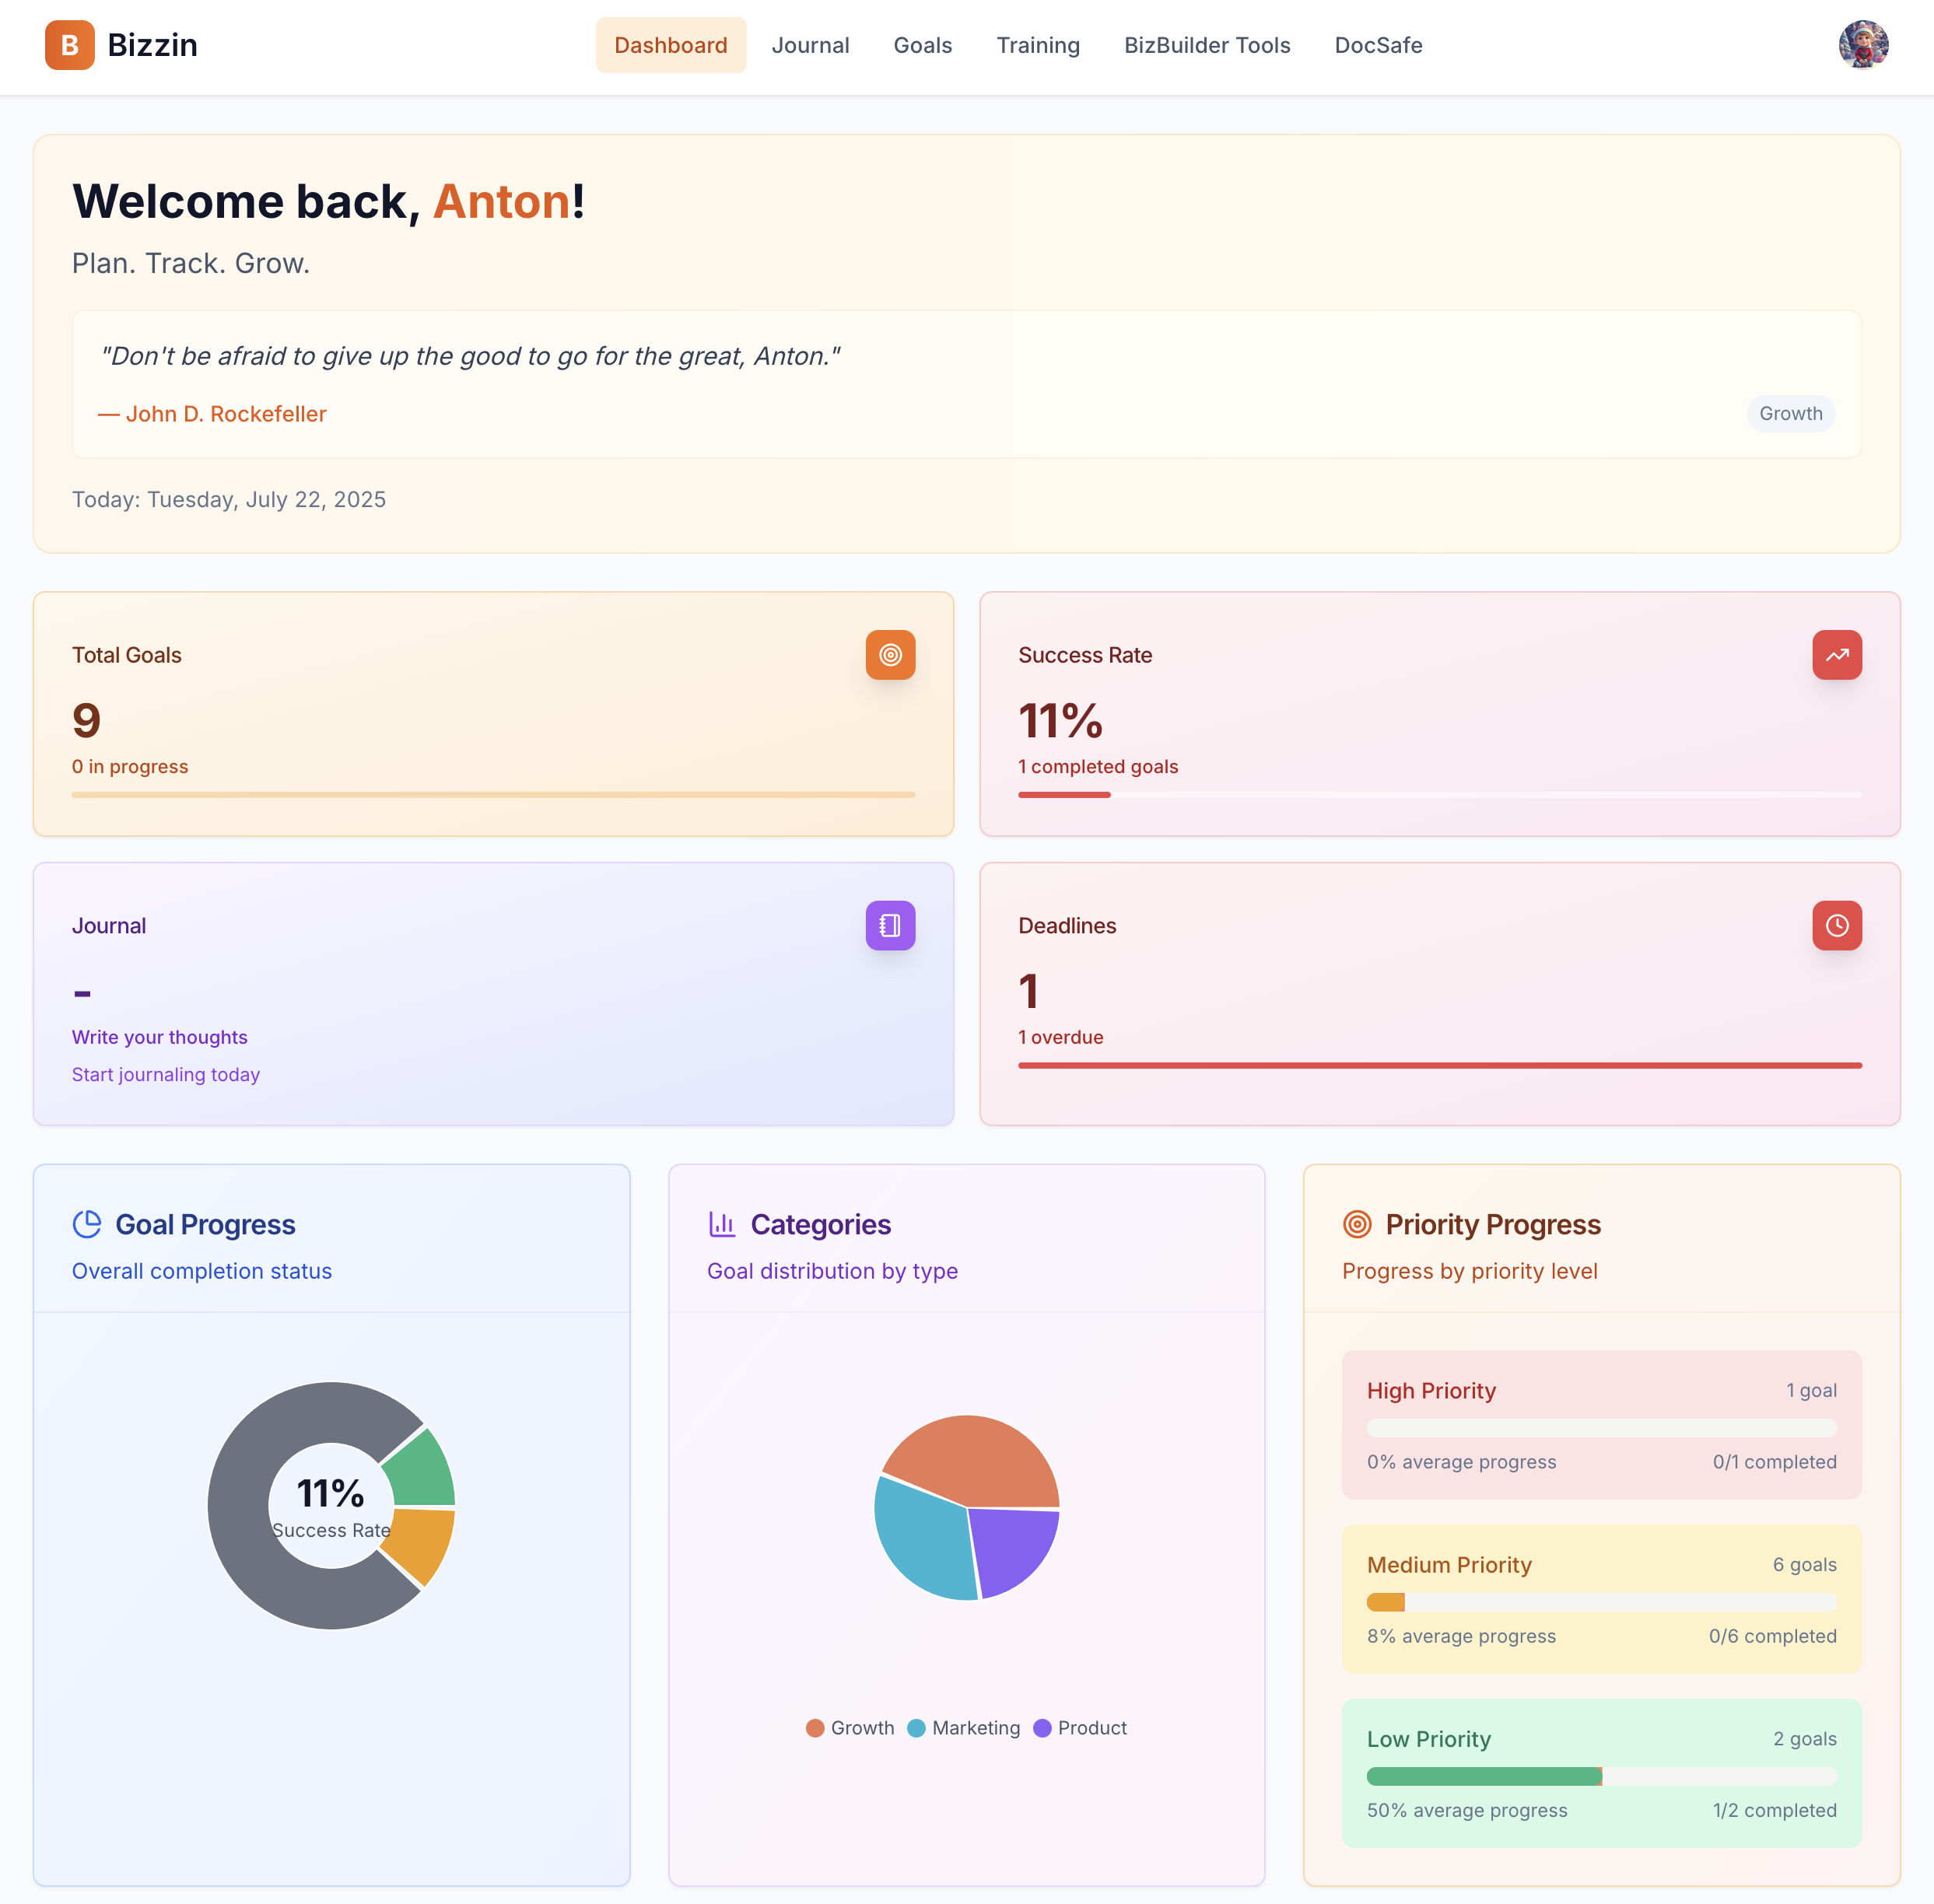 B Bizzin
Dashboard Journal Goals Training BizBuilder Tools DocSafe
Welcome back, Anton!
Plan. Track. Grow.
"Don't be afraid to give up the good to go for the great, Anton."
— John D. Rockefeller
Growth
Today: Tuesday, July 22, 2025
Total Goals
9
0 in progress
Success Rate
11%
1 completed goals
Journal
-
Write your thoughts
Start journaling today
Deadlines
1
1 overdue
Goal Progress
Overall completion status
11%
Success Rate
Categories
Goal distribution by type
Growth Marketing Product
Priority Progress
Progress by priority level
High Priority 1 goal
0% average progress 0/1 completed
Medium Priority 6 goals
8% average progress 0/6 completed
Low Priority 2 goals
50% average progress 1/2 completed